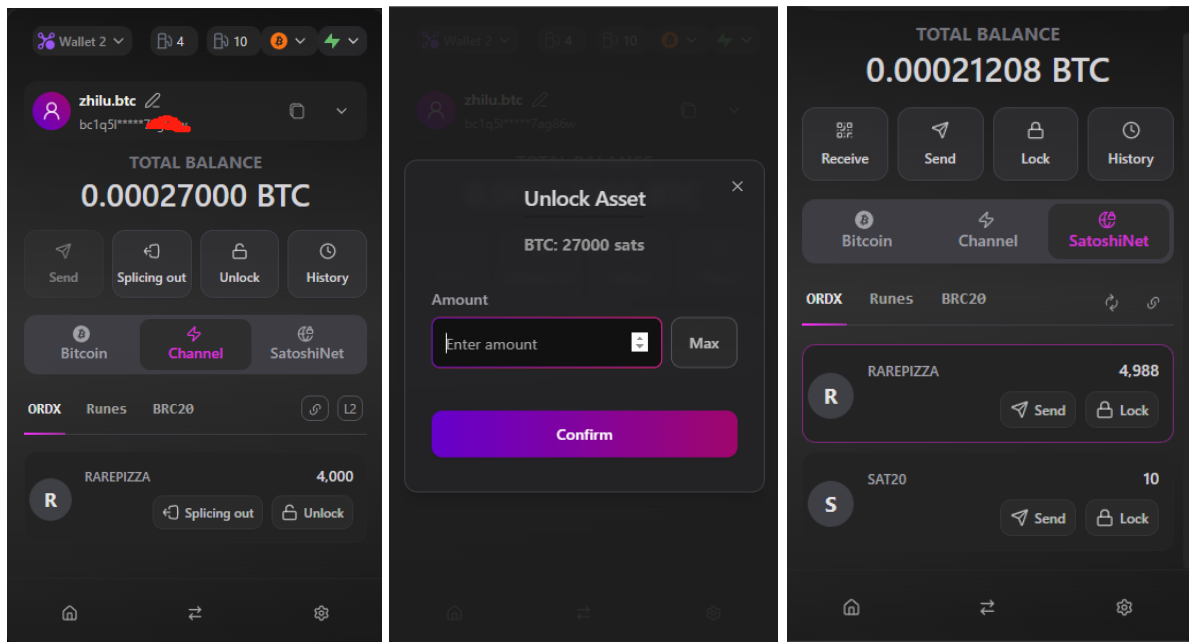 Wallet 2
4
10
zhilu.btc
TOTAL BALANCE
0.00027000 BTC
Send
Splicing out
Unlock
History
Bitcoin
Channel
SatoshiNet
ORDX Runes BRC20
L2
R
RAREPIZZA
4,000
Splicing out
Unlock
Wallet 2
4
10
zhilu.btc
bc1q5l*****7ag86w
TOTAL BALANCE
Unlock Asset
BTC: 27000 sats
Amount
Enter amount
Max
Confirm
TOTAL BALANCE
0.00021208 BTC
Receive
Send
Lock
History
Bitcoin
Channel
SatoshiNet
ORDX Runes BRC20
R
RAREPIZZA
4,988
Send
Lock
S
SAT20
10
Send
Lock